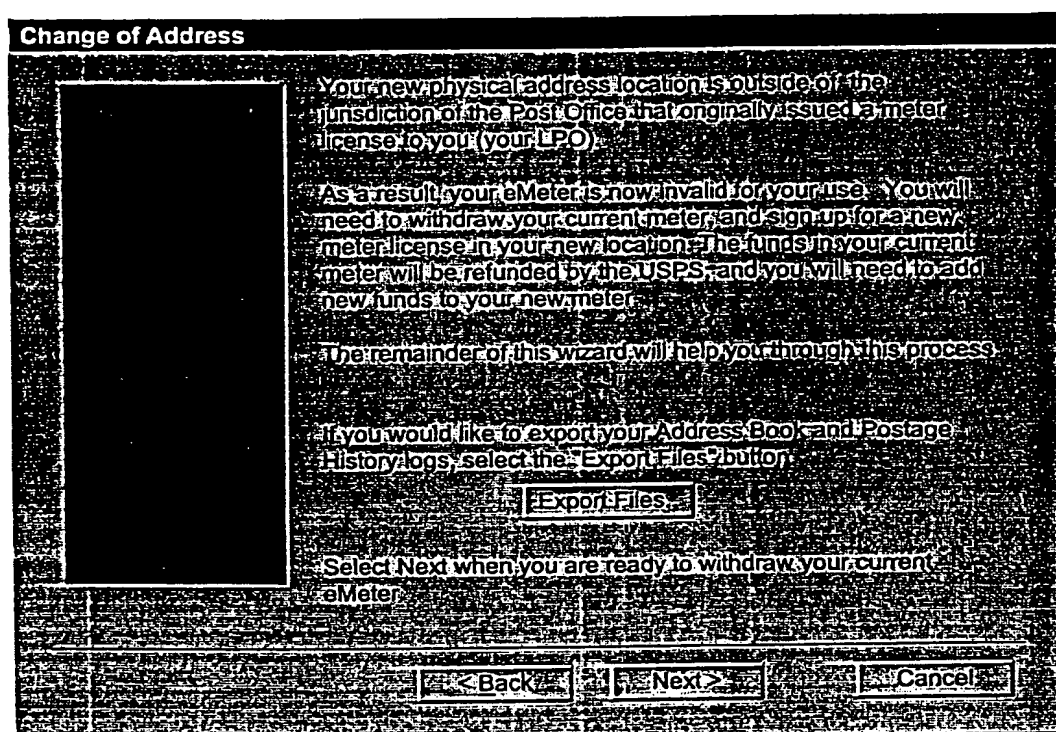 Change of Address
Your new physical address location is outside of the
jurisdiction of the Post Office that originally issued a meter
license to you (your LPO).
As a result, your eMeter is now invalid for your use. You will
need to withdraw your current meter, and sign up for a new
meter license in your new location. The funds in your current
meter will be refunded by the USPS, and you will need to add
new funds to your new meter.
The remainder of this wizard will help you through this process.
If you would like to export your Address Book and Postage
History logs, select the "Export Files" button.
Export Files...
Select Next when you are ready to withdraw your current
eMeter.
< Back
Next >
Cancel